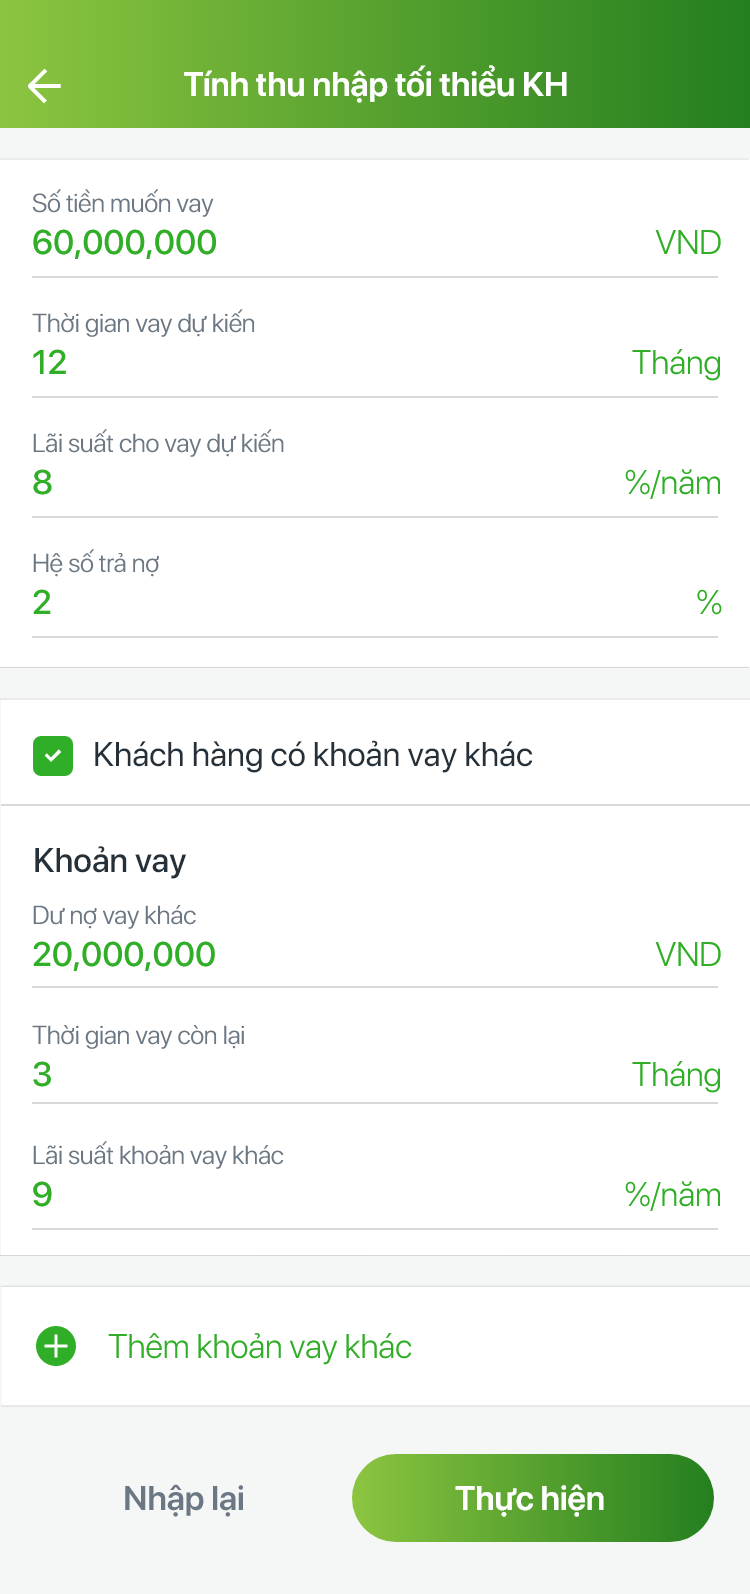 Tính thu nhập tối thiểu KH
Số tiền muốn vay
60,000,000 VND
Thời gian vay dự kiến
12 Tháng
Lãi suất cho vay dự kiến
8 %/năm
Hệ số trả nợ
2 %
Khách hàng có khoản vay khác
Khoản vay
Dư nợ vay khác
20,000,000 VND
Thời gian vay còn lại
3 Tháng
Lãi suất khoản vay khác
9 %/năm
Thêm khoản vay khác
Nhập lại Thực hiện